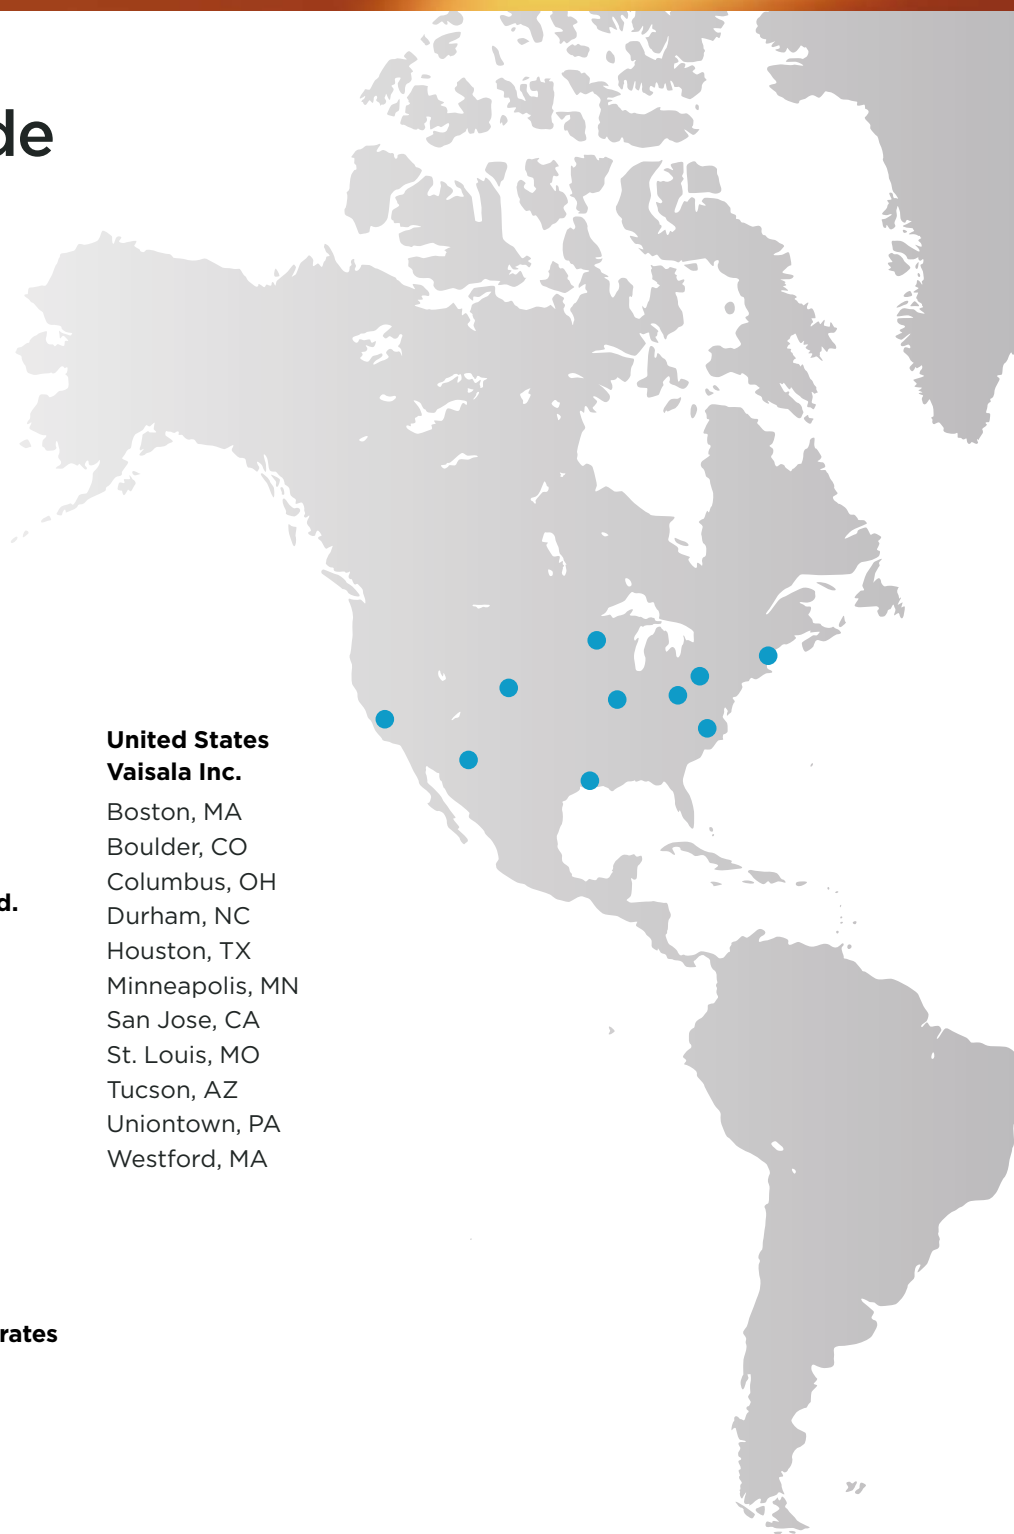 de
United States
Vaisala Inc.
Boston, MA
Boulder, CO
Columbus, OH
d.
Durham, NC
Houston, TX
Minneapolis, MN
San Jose, CA
St. Louis, MO
Tucson, AZ
Uniontown, PA
Westford, MA
rates